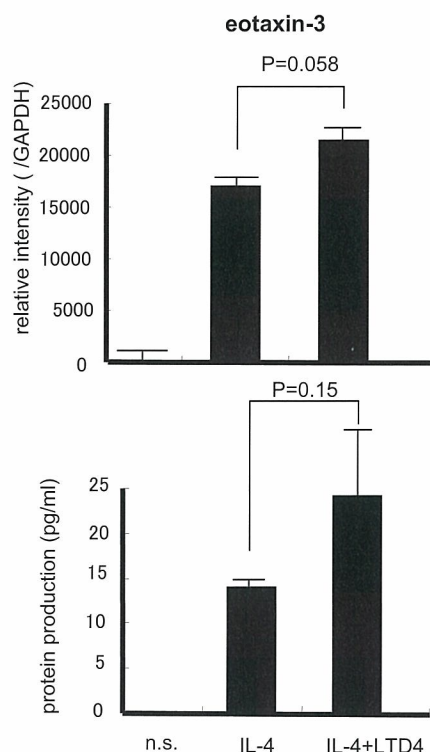 eotaxin-3
P=0.058
relative intensity ( /GAPDH)
25000
20000
15000
10000
5000
0
P=0.15
protein production (pg/ml)
25
20
15
10
5
0
n.s. IL-4 IL-4+LTD4